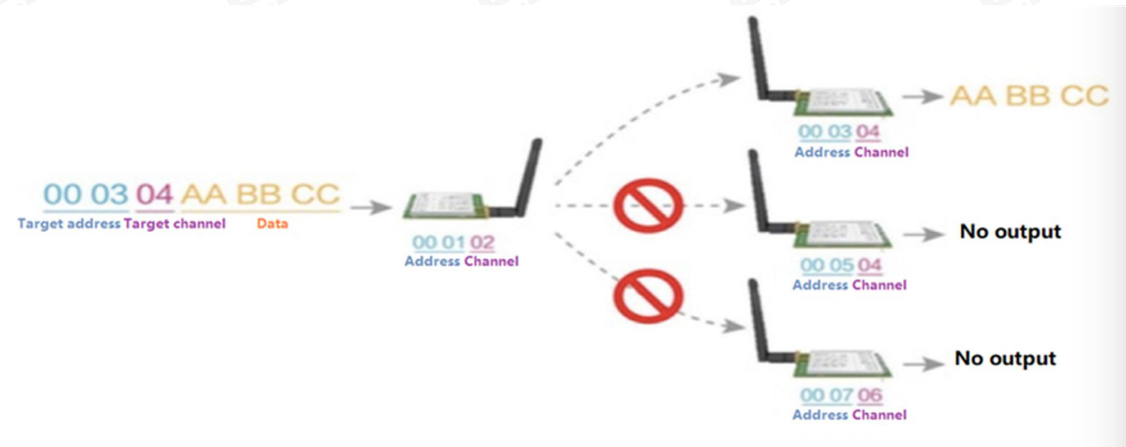 AA BB CC
00 03 04
Address Channel
00 03 04 AA BB CC
Target address Target channel Data
00 01 02
Address Channel
No output
00 05 04
Address Channel
No output
00 07 06
Address Channel